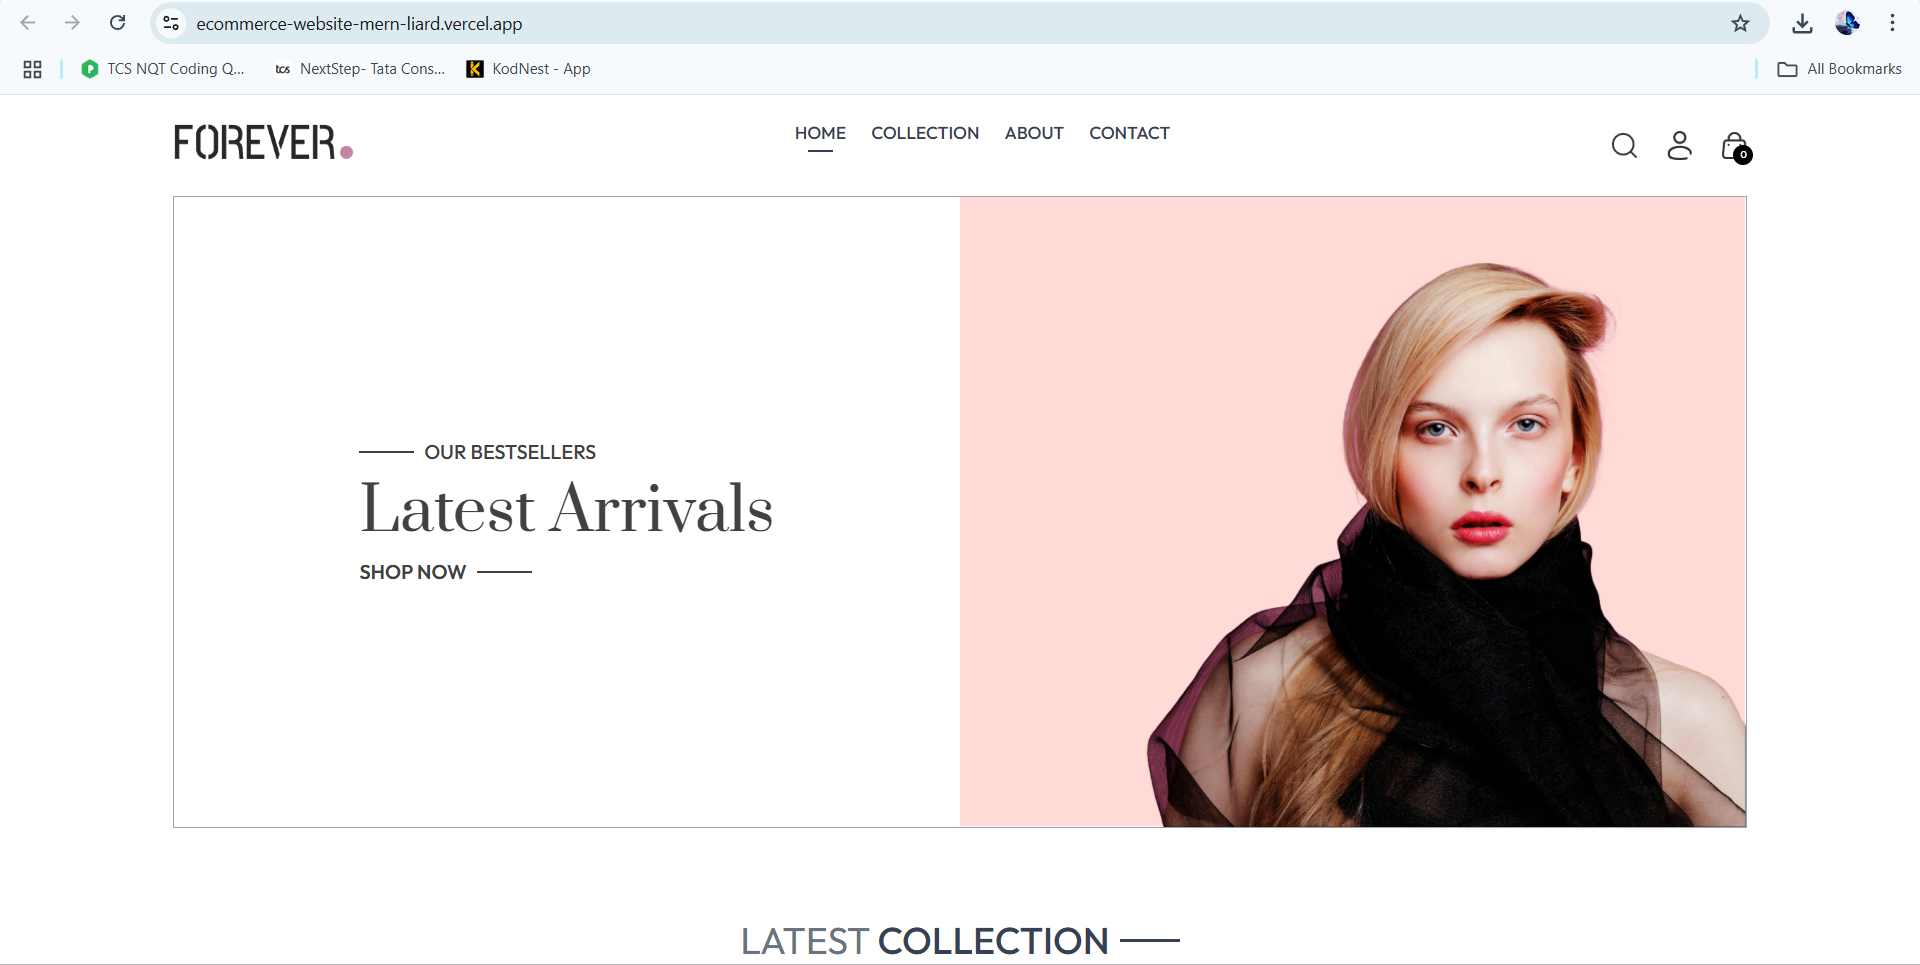 ecommerce-website-mern-liard.vercel.app
TCS NQT Coding Q...
tcs NextStep- Tata Cons...
KodNest - App
All Bookmarks
FOREVER.
HOME COLLECTION ABOUT CONTACT
0
OUR BESTSELLERS
Latest Arrivals
SHOP NOW
LATEST COLLECTION